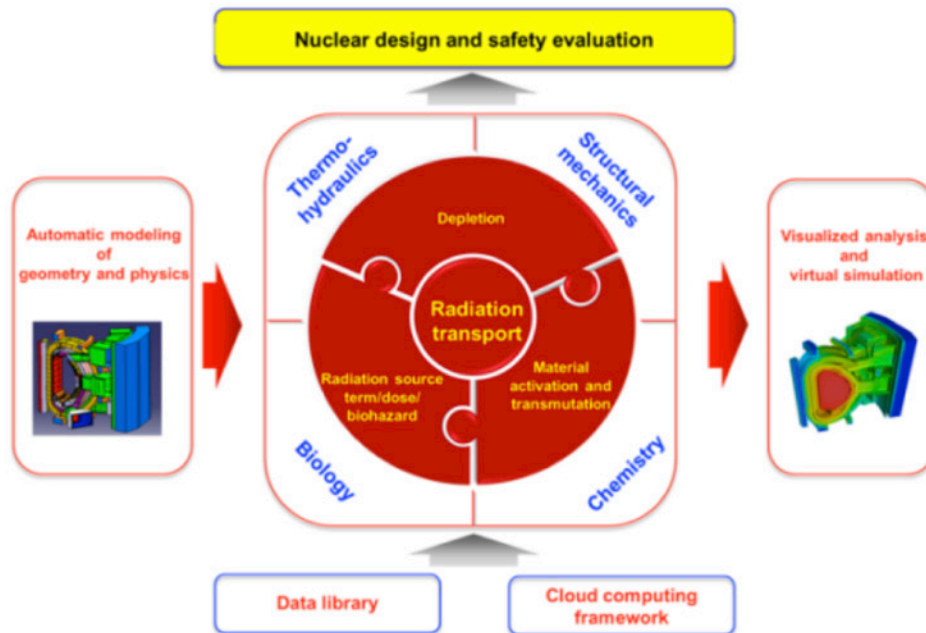 Nuclear design and safety evaluation
Thermo-
hydraulics
Structural
mechanics
Automatic modeling
of
geometry and physics
Depletion
Radiation
transport
Radiation source
term/dose/
biohazard
Material
activation and
transmutation
Visualized analysis
and
virtual simulation
Biology
Chemistry
Data library
Cloud computing
framework